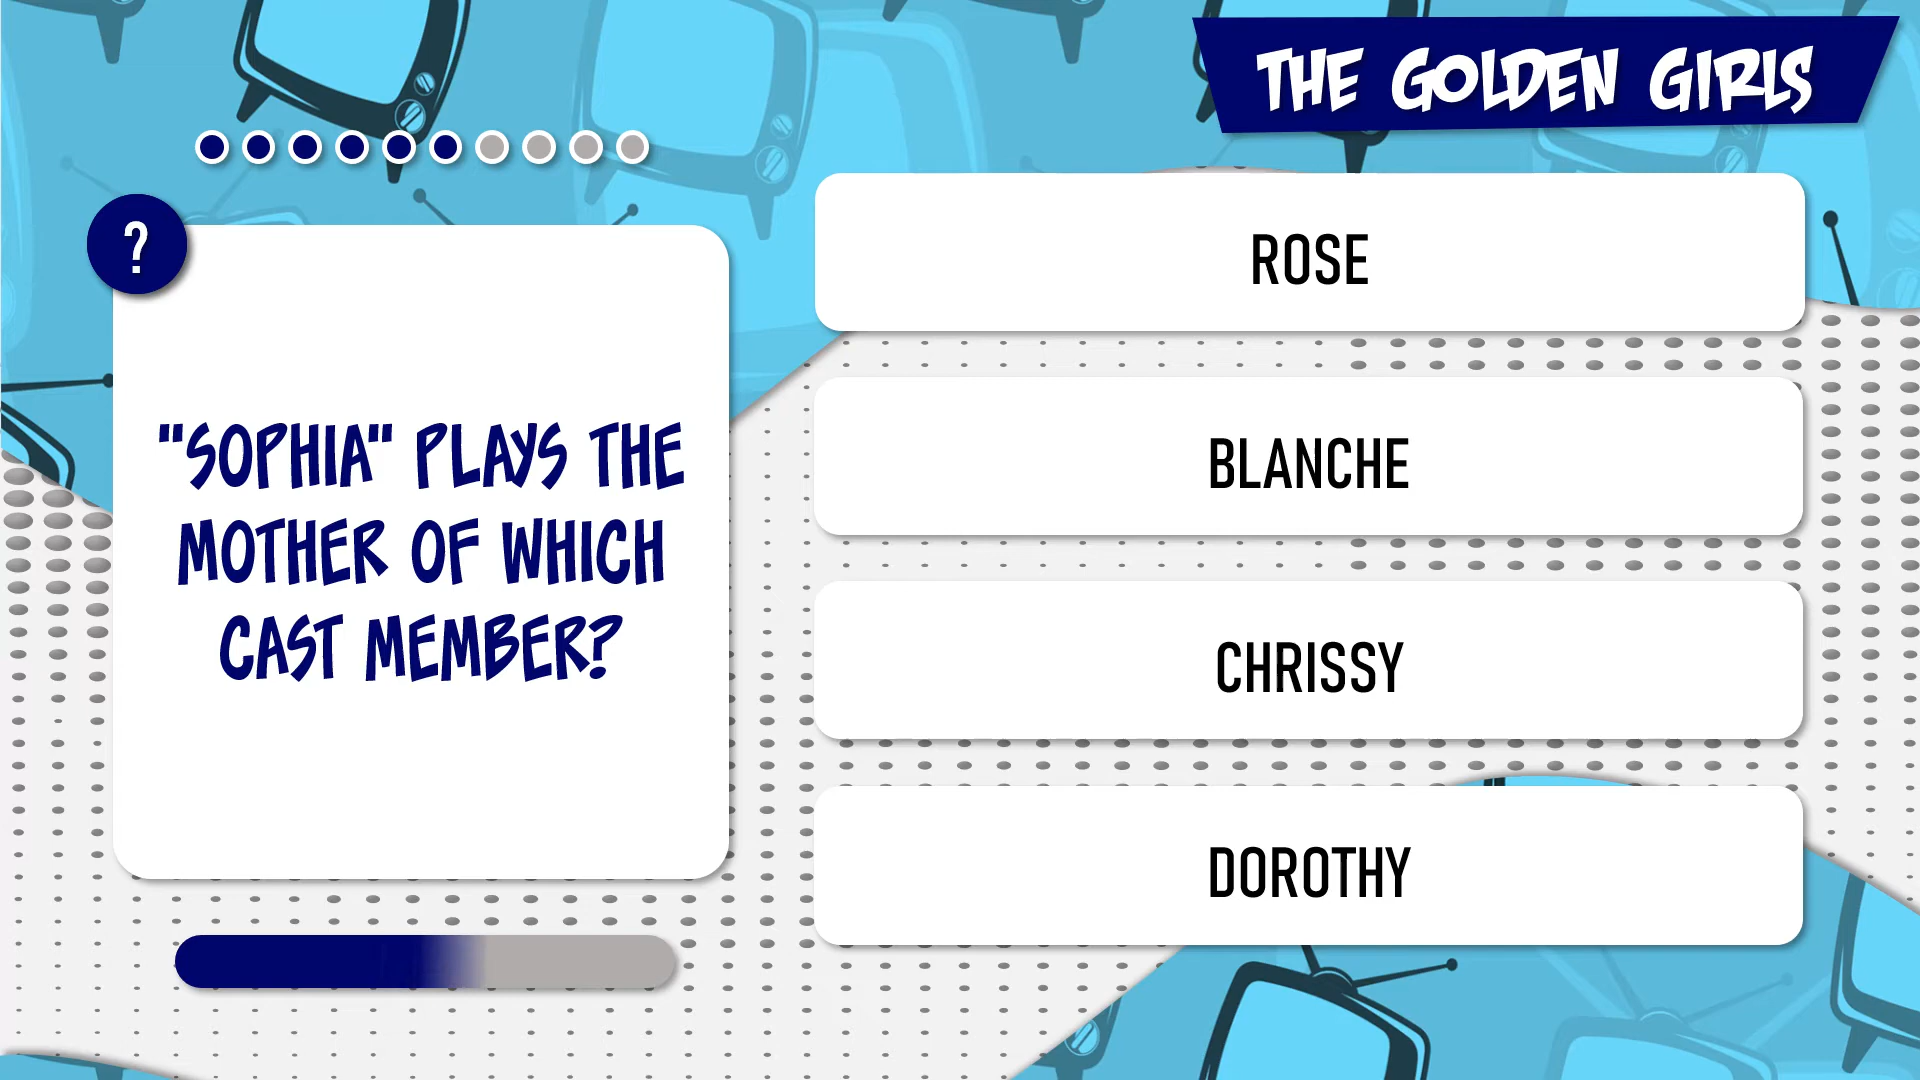 THE GOLDEN GIRLS
?
"SOPHIA" PLAYS THE
MOTHER OF WHICH
CAST MEMBER?
ROSE
BLANCHE
CHRISSY
DOROTHY